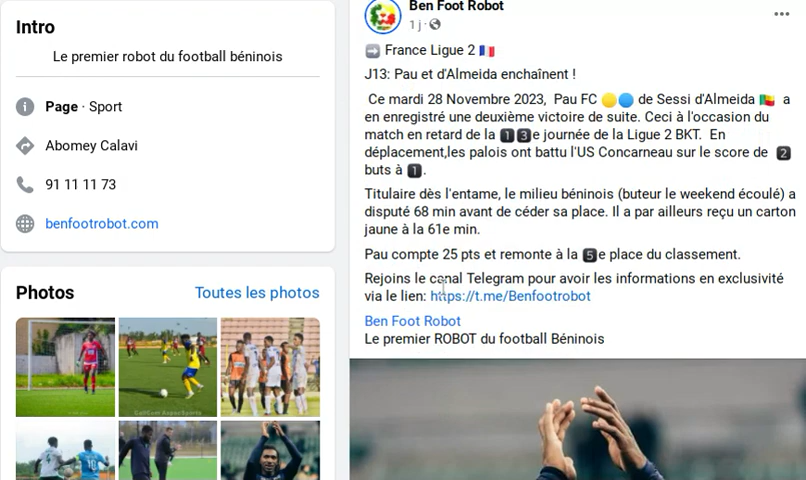 Intro
Le premier robot du football béninois
Page · Sport
Abomey Calavi
91 11 11 73
benfootrobot.com
Photos
Toutes les photos
Ben Foot Robot
1 j ·
➡️ France Ligue 2 🇫🇷
J13: Pau et d'Almeida enchaînent !
Ce mardi 28 Novembre 2023, Pau FC 🟡🔵 de Sessi d'Almeida 🇧🇯 a
en enregistré une deuxième victoire de suite. Ceci à l'occasion du
match en retard de la 1️⃣3️⃣e journée de la Ligue 2 BKT. En
déplacement,les palois ont battu l'US Concarneau sur le score de 2️⃣
buts à 1️⃣.
Titulaire dès l'entame, le milieu béninois (buteur le weekend écoulé) a
disputé 68 min avant de céder sa place. Il a par ailleurs reçu un carton
jaune à la 61e min.
Pau compte 25 pts et remonte à la 5️⃣e place du classement.
Rejoins le canal Telegram pour avoir les informations en exclusivité
via le lien: https://t.me/Benfootrobot
Ben Foot Robot
Le premier ROBOT du football Béninois